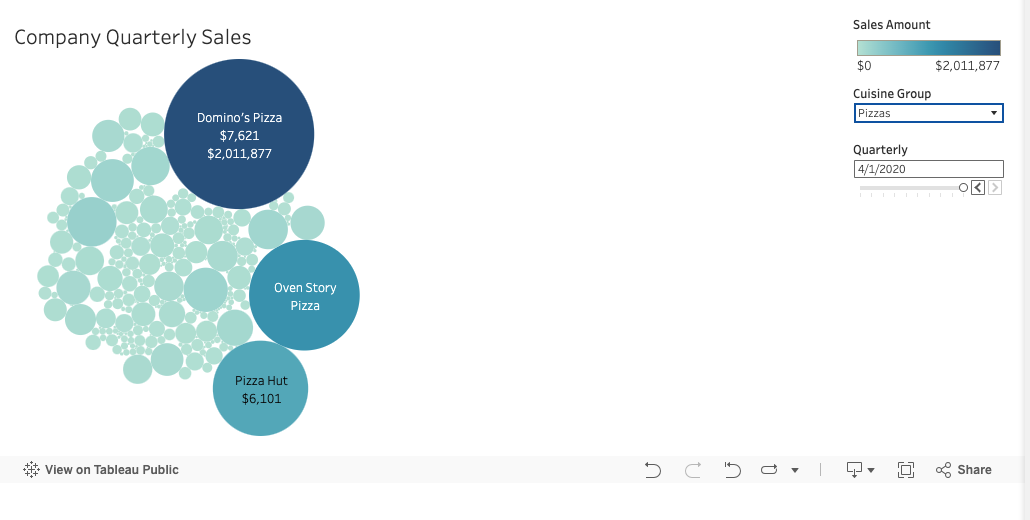 Company Quarterly Sales
Domino's Pizza
$7,621
$2,011,877
Oven Story
Pizza
Pizza Hut
$6,101
Sales Amount
$0 $2,011,877
Cuisine Group
Pizzas
Quarterly
4/1/2020
View on Tableau Public
Share